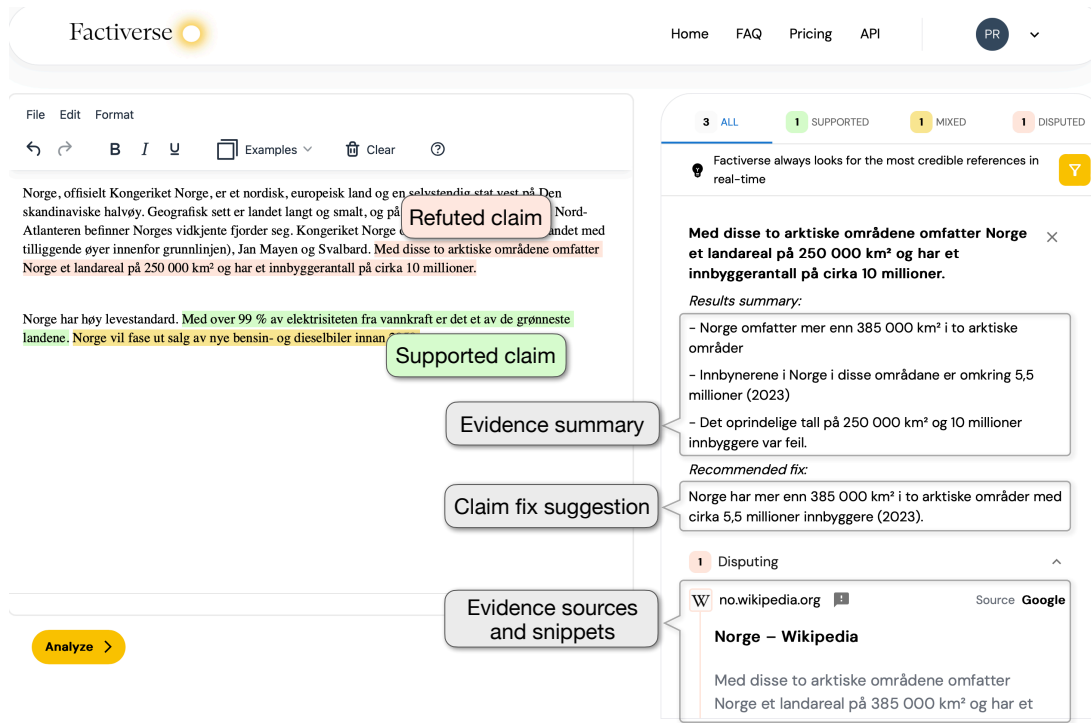 Factiverse
Home FAQ Pricing API PR
File Edit Format
B I U Examples Clear
Norge, offisielt Kongeriket Norge, er et nordisk, europeisk land og en selvstendig stat vest på Den
skandinaviske halvøy. Geografisk sett er landet langt og smalt, og på Nord-
Atlanteren befinner Norges vidkjente fjorder seg. Kongeriket Norge andet med
tilliggende øyer innenfor grunnlinjen), Jan Mayen og Svalbard. Med disse to arktiske områdene omfatter
Norge et landareal på 250 000 km² og har et innbyggerantall på cirka 10 millioner.
Refuted claim
Norge har høy levestandard. Med over 99 % av elektrisiteten fra vannkraft er det et av de grønneste
landene. Norge vil fase ut salg av nye bensin- og dieselbiler innan
Supported claim
Evidence summary
Claim fix suggestion
Evidence sources
and snippets
Analyze
3 ALL 1 SUPPORTED 1 MIXED 1 DISPUTED
Factiverse always looks for the most credible references in
real-time
Med disse to arktiske områdene omfatter Norge
et landareal på 250 000 km² og har et
innbyggerantall på cirka 10 millioner.
Results summary:
– Norge omfatter mer enn 385 000 km² i to arktiske
områder
– Innbynerene i Norge i disse områdane er omkring 5,5
millioner (2023)
– Det oprindelige tall på 250 000 km² og 10 millioner
innbyggere var feil.
Recommended fix:
Norge har mer enn 385 000 km² i to arktiske områder med
cirka 5,5 millioner innbyggere (2023).
1 Disputing
W no.wikipedia.org Source Google
Norge – Wikipedia
Med disse to arktiske områdene omfatter
Norge et landareal på 385 000 km² og har et